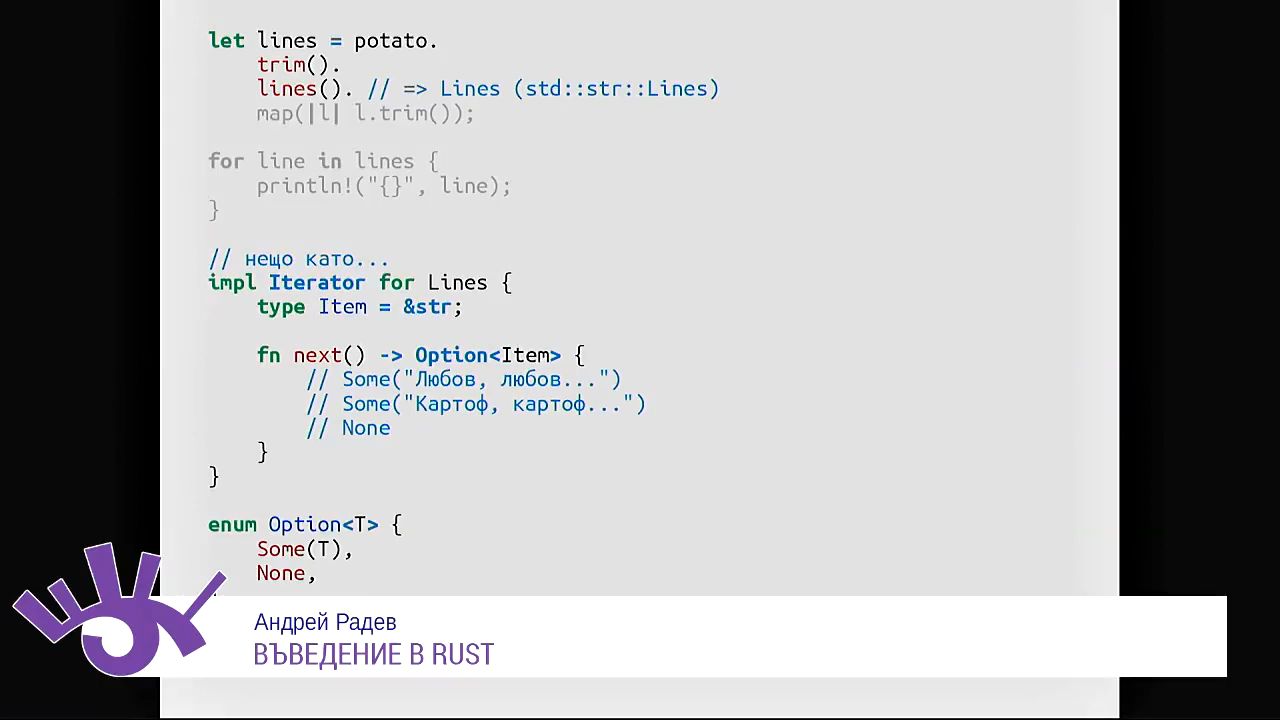 let lines = potato.
    trim().
    lines(). // => Lines (std::str::Lines)
    map(|l| l.trim());

for line in lines {
    println!("{}", line);
}

// нещо като...
impl Iterator for Lines {
    type Item = &str;

    fn next() -> Option<Item> {
        // Some("Любов, любов...")
        // Some("Картоф, картоф...")
        // None
    }
}

enum Option<T> {
    Some(T),
    None,
Андрей Радев
ВЪВЕДЕНИЕ В RUST